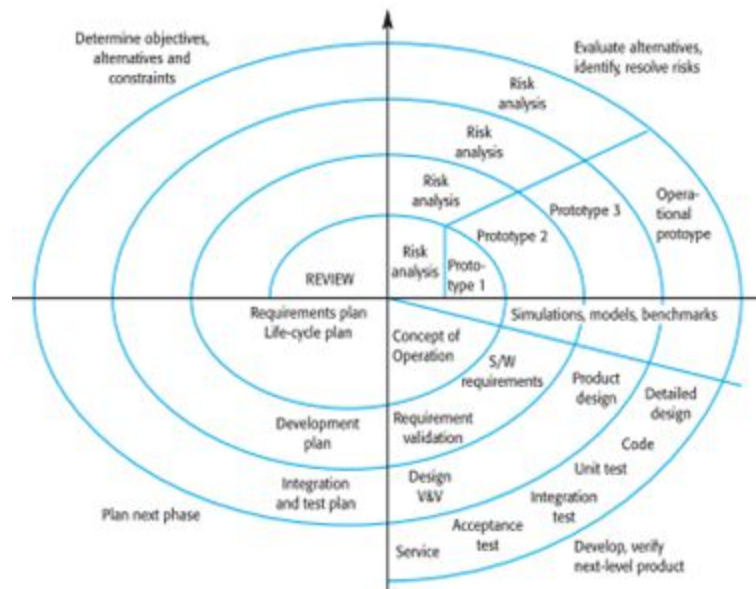 Determine objectives,
alternatives and
constraints
Evaluate alternatives,
identify, resolve risks
Risk
analysis
Risk
analysis
Risk
analysis
Risk
analysis
Proto-
type 1
Prototype 2
Prototype 3
Opera-
tional
protoype
REVIEW
Requirements plan
Life-cycle plan
Simulations, models, benchmarks
Concept of
Operation
S/W
requirements
Product
design
Detailed
design
Development
plan
Requirement
validation
Code
Unit test
Integration
and test plan
Design
V&V
Integration
test
Plan next phase
Acceptance
test
Service
Develop, verify
next-level product